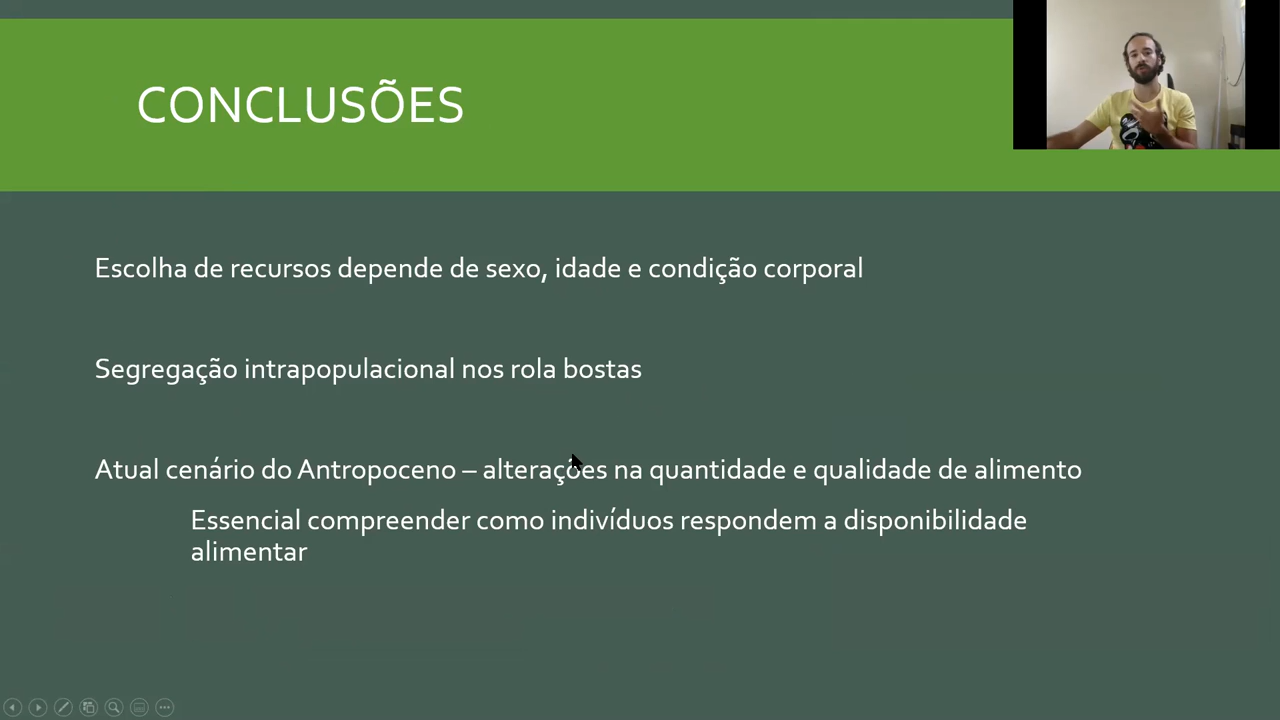 CONCLUSÕES
Escolha de recursos depende de sexo, idade e condição corporal
Segregação intrapopulacional nos rola bostas
Atual cenário do Antropoceno – alterações na quantidade e qualidade de alimento
Essencial compreender como indivíduos respondem a disponibilidade
alimentar